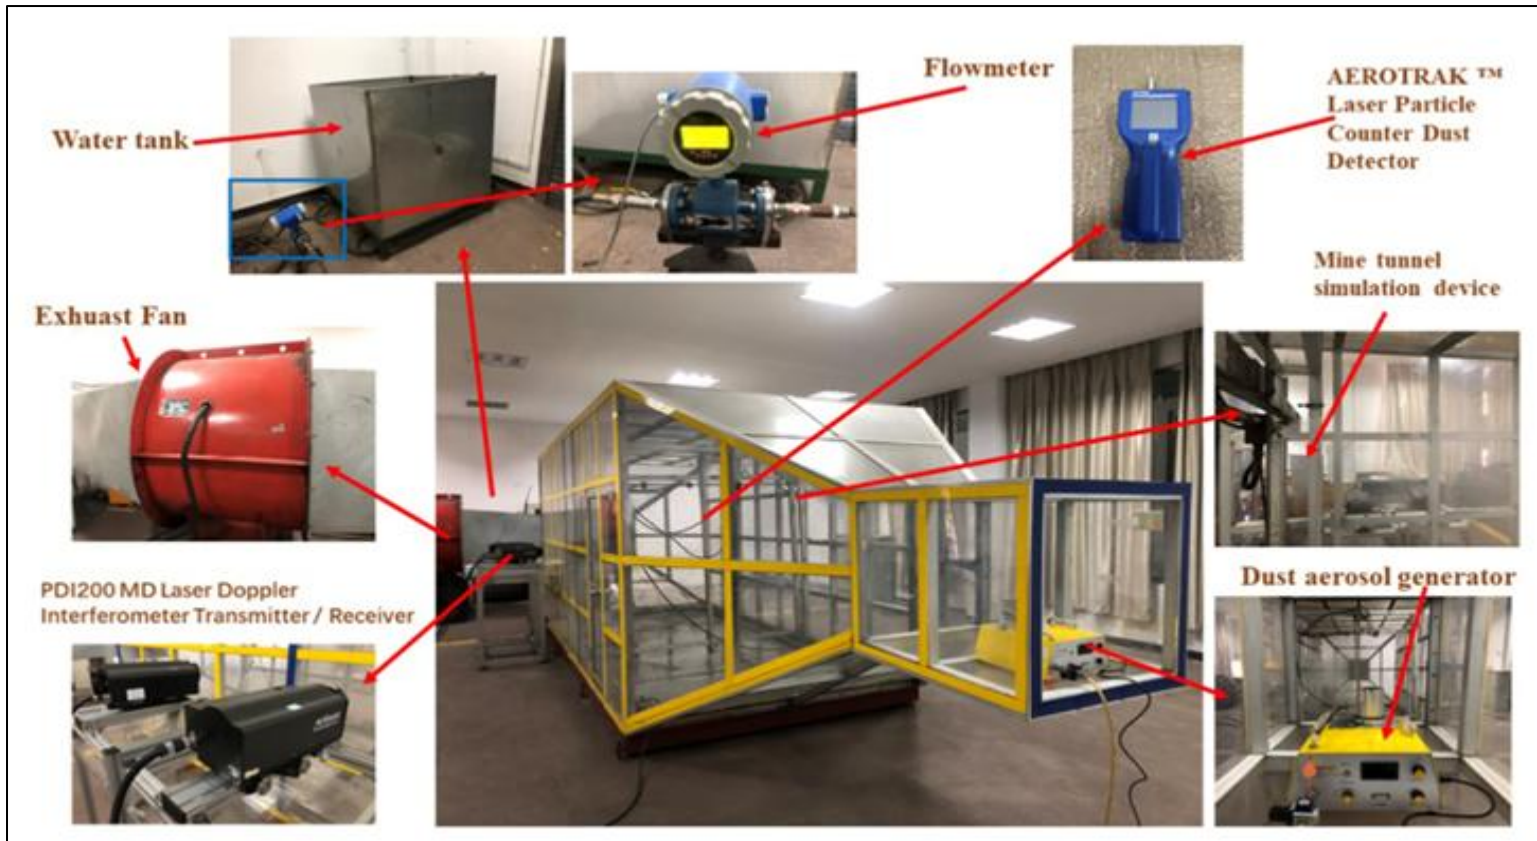 Flowmeter
AEROTRAK ™
Laser Particle
Counter Dust
Detector
Water tank
Mine tunnel
simulation device
Exhuast Fan
Dust aerosol generator
PDI200 MD Laser Doppler
Interferometer Transmitter / Receiver